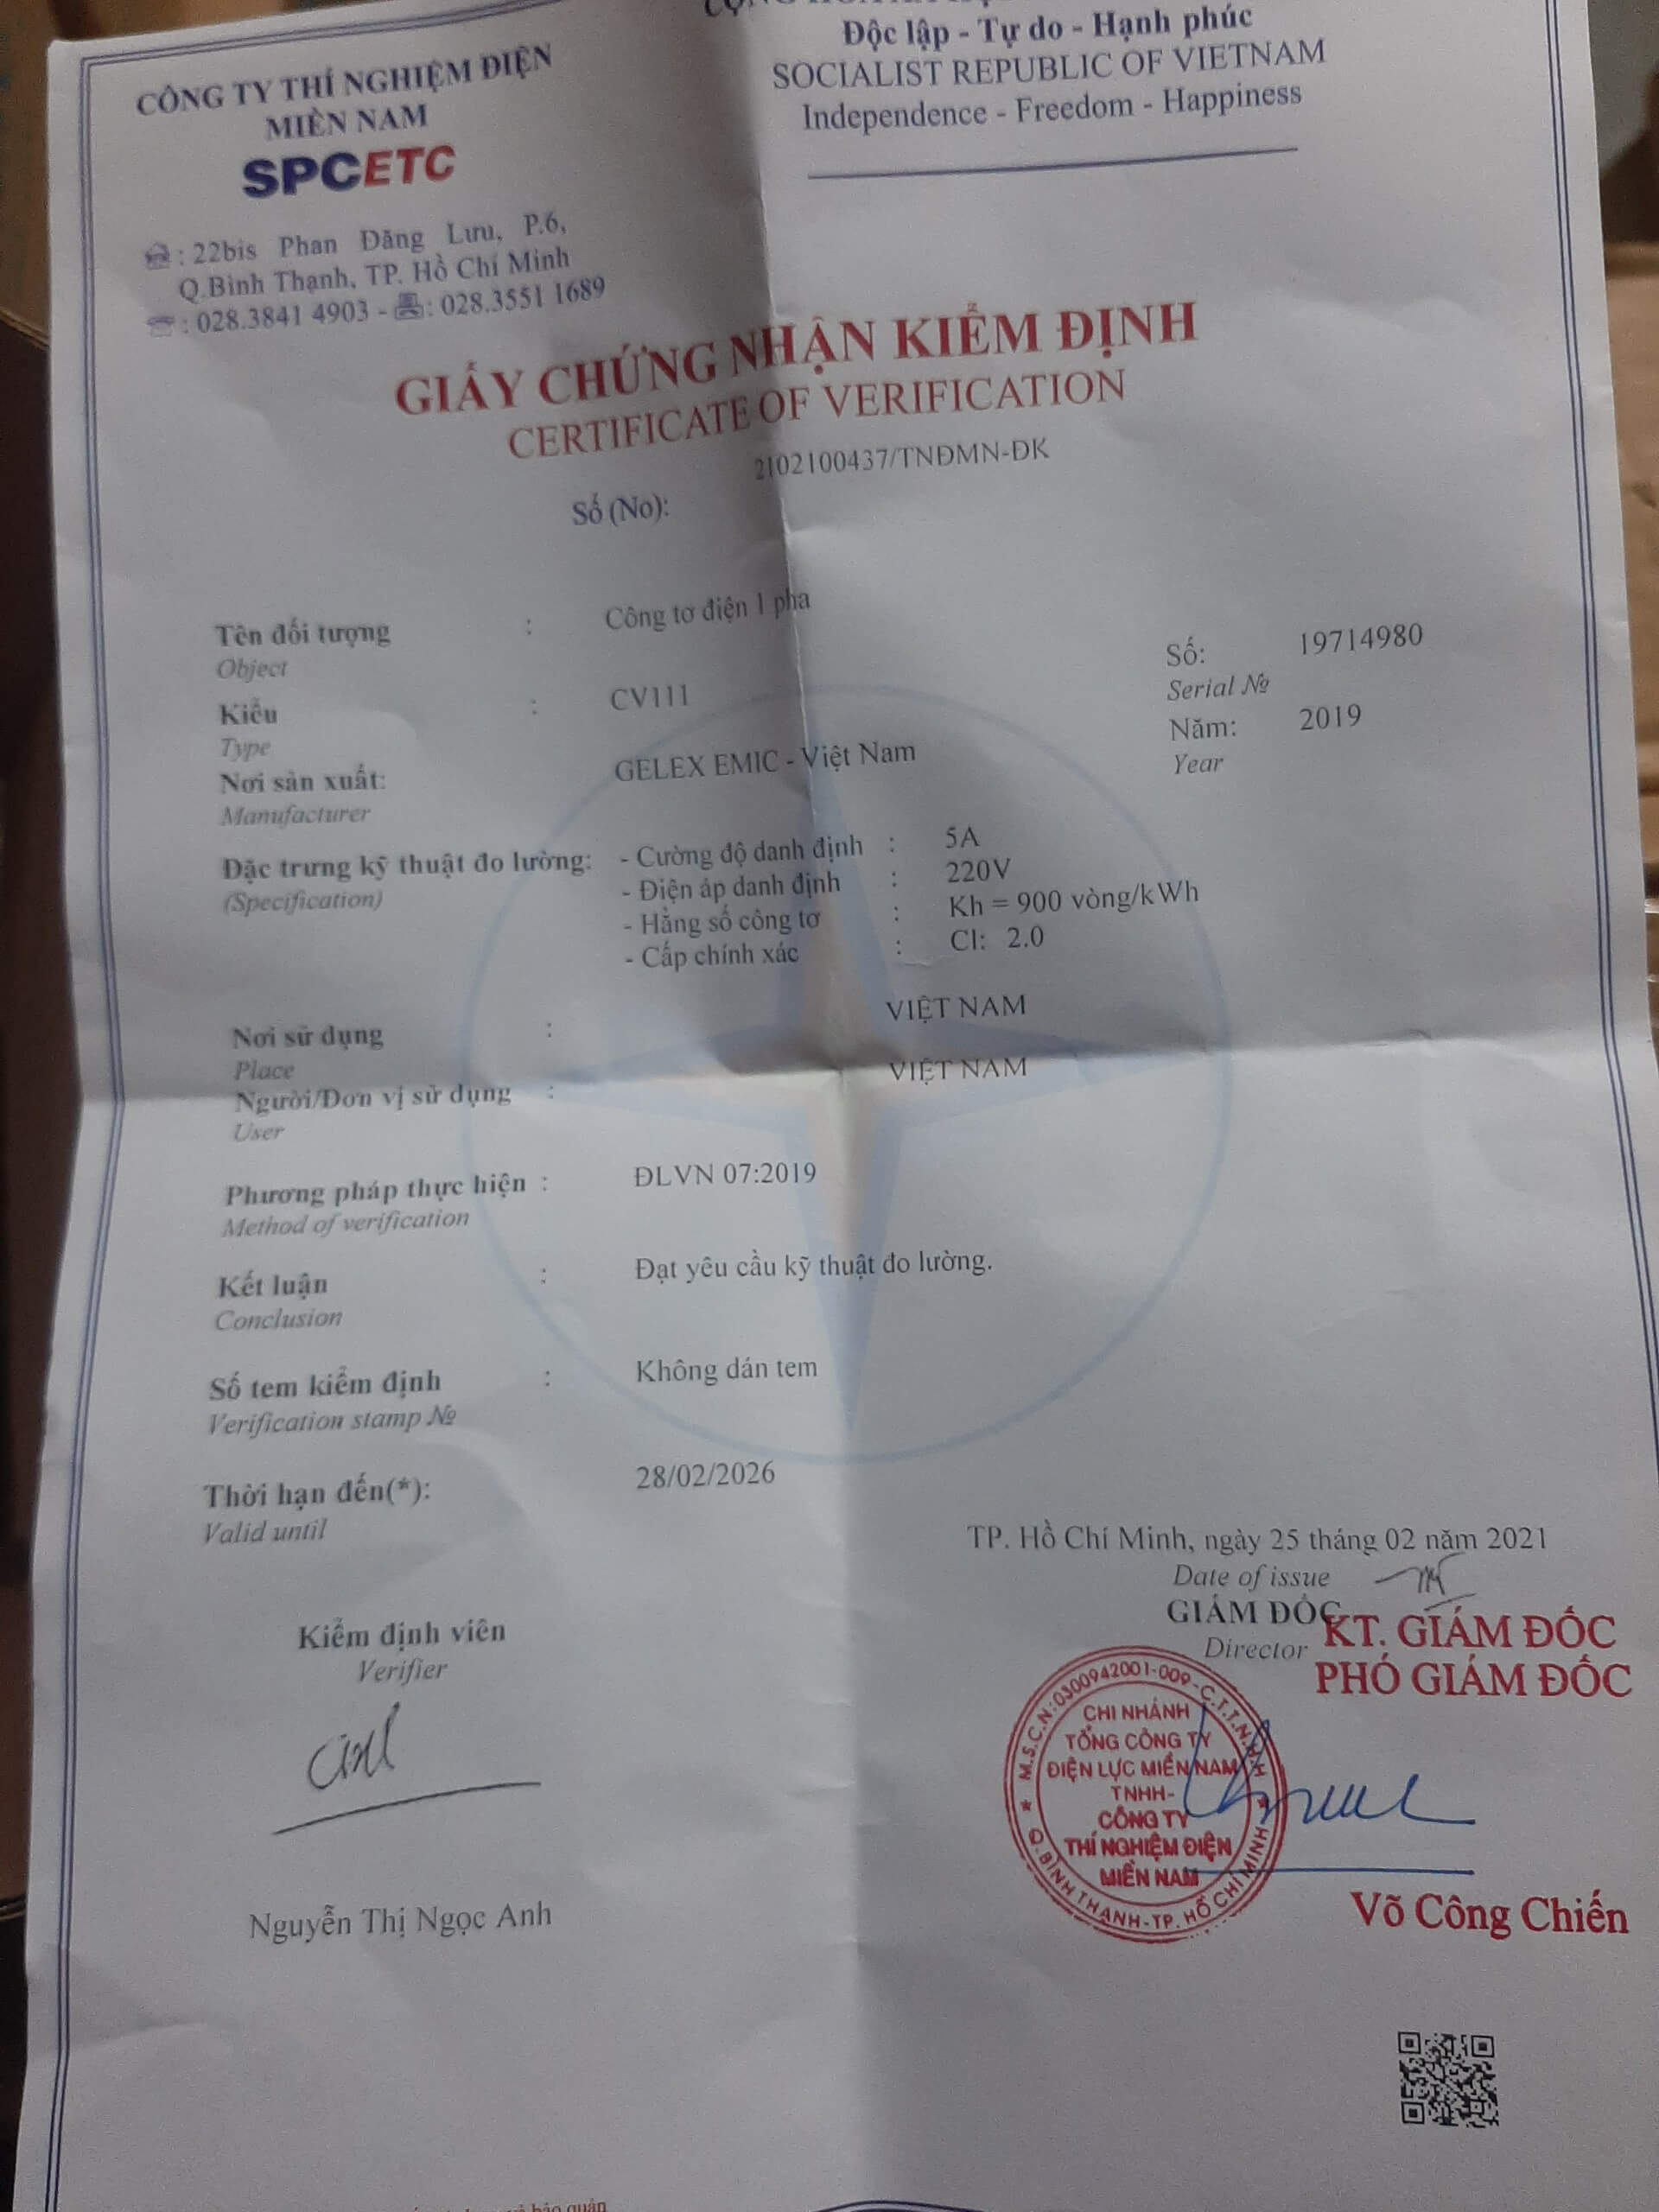 CÔNG TY THÍ NGHIỆM ĐIỆN
MIỀN NAM
SPCETC
: 22bis Phan Đăng Lưu, P.6,
Q.Bình Thạnh, TP. Hồ Chí Minh
: 028.3841 4903 - : 028.3551 1689
Độc lập - Tự do - Hạnh phúc
SOCIALIST REPUBLIC OF VIETNAM
Independence - Freedom - Happiness
GIẤY CHỨNG NHẬN KIỂM ĐỊNH
CERTIFICATE OF VERIFICATION
2102100437/TNĐMN-ĐK
Số (No):
Tên đối tượng : Công tơ điện 1 pha
Object
Số: 19714980
Serial №
Kiểu : CV111
Type
Năm: 2019
Year
Nơi sản xuất: GELEX EMIC - Việt Nam
Manufacturer
Đặc trưng kỹ thuật đo lường: - Cường độ danh định : 5A
(Specification) - Điện áp danh định : 220V
- Hằng số công tơ : Kh = 900 vòng/kWh
- Cấp chính xác : Cl: 2.0
Nơi sử dụng : VIỆT NAM
Place
Người/Đơn vị sử dụng : VIỆT NAM
User
Phương pháp thực hiện : ĐLVN 07:2019
Method of verification
Kết luận : Đạt yêu cầu kỹ thuật đo lường.
Conclusion
Số tem kiểm định : Không dán tem
Verification stamp №
Thời hạn đến(*): 28/02/2026
Valid until
TP. Hồ Chí Minh, ngày 25 tháng 02 năm 2021
Date of issue
GIÁM ĐỐC
Director
KT. GIÁM ĐỐC
PHÓ GIÁM ĐỐC
Kiểm định viên
Verifier
M.S.C.N:0300942001-009-C.T.T.N.H.H
CHI NHÁNH
TỔNG CÔNG TY
ĐIỆN LỰC MIỀN NAM
TNHH-
CÔNG TY
THÍ NGHIỆM ĐIỆN
MIỀN NAM
Q.BÌNH THẠNH-TP. HỒ CHÍ MINH
Nguyễn Thị Ngọc Anh
Võ Công Chiến
bảo quản